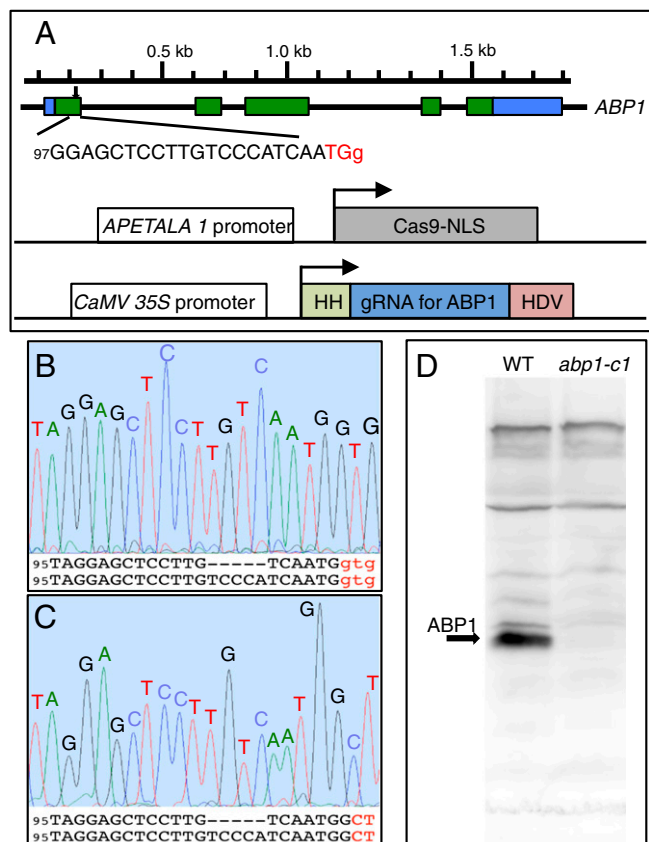 A
0.5 kb 1.0 kb 1.5 kb
ABP1
97GGAGCTCCTTGTCCCATCAATGg
APETALA 1 promoter Cas9-NLS
CaMV 35S promoter HH gRNA for ABP1 HDV
B
T A G G A G C T C C T T G T C A A T G G T G
95TAGGAGCTCCTTG-----TCAATGgtg
95TAGGAGCTCCTTGTCCCATCAATGgtg
C
T A G G A G C T C C T T G T C A A T G G C T
95TAGGAGCTCCTTG-----TCAATGGCT
95TAGGAGCTCCTTGTCCCATCAATGGCT
D
WT abp1-c1
ABP1